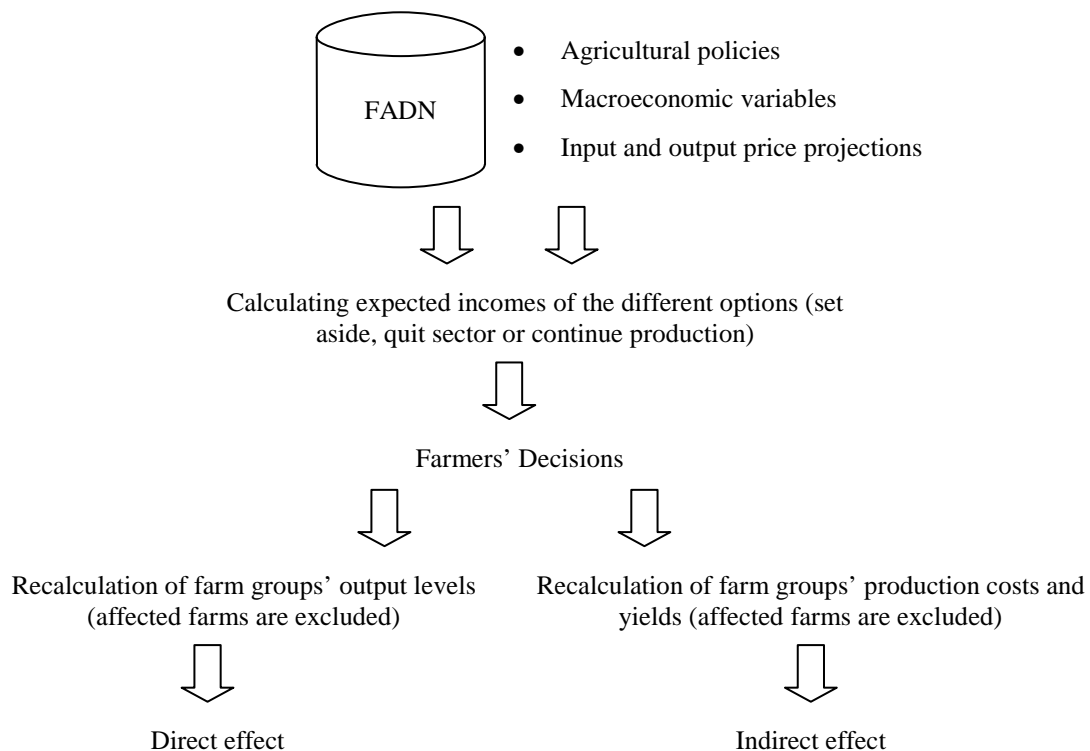 FADN
• Agricultural policies
• Macroeconomic variables
• Input and output price projections
Calculating expected incomes of the different options (set
aside, quit sector or continue production)
Farmers’ Decisions
Recalculation of farm groups’ output levels
(affected farms are excluded)
Recalculation of farm groups’ production costs and
yields (affected farms are excluded)
Direct effect
Indirect effect